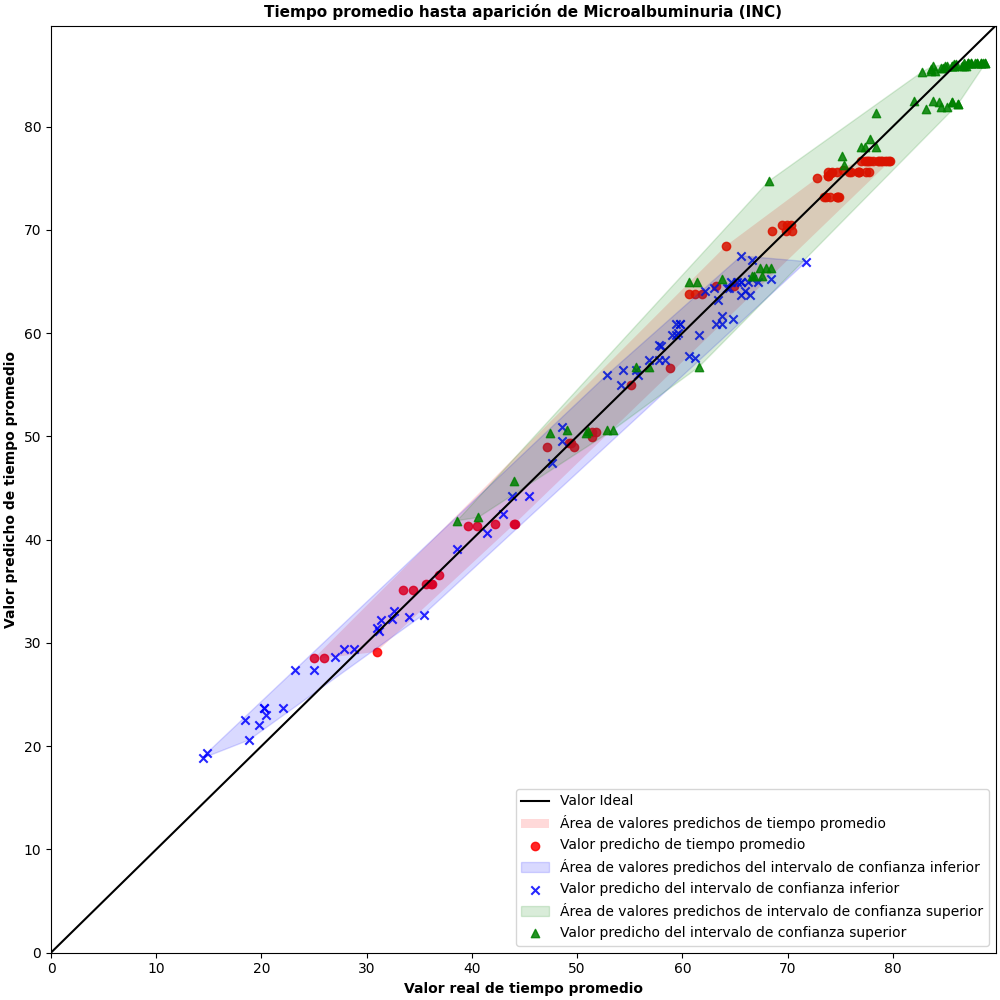 Tiempo promedio hasta aparición de Microalbuminuria (INC)
Valor predicho de tiempo promedio
80
70
60
50
40
30
20
10
0
Valor Ideal
Área de valores predichos de tiempo promedio
Valor predicho de tiempo promedio
Área de valores predichos del intervalo de confianza inferior
Valor predicho del intervalo de confianza inferior
Área de valores predichos de intervalo de confianza superior
Valor predicho del intervalo de confianza superior
0 10 20 30 40 50 60 70 80
Valor real de tiempo promedio